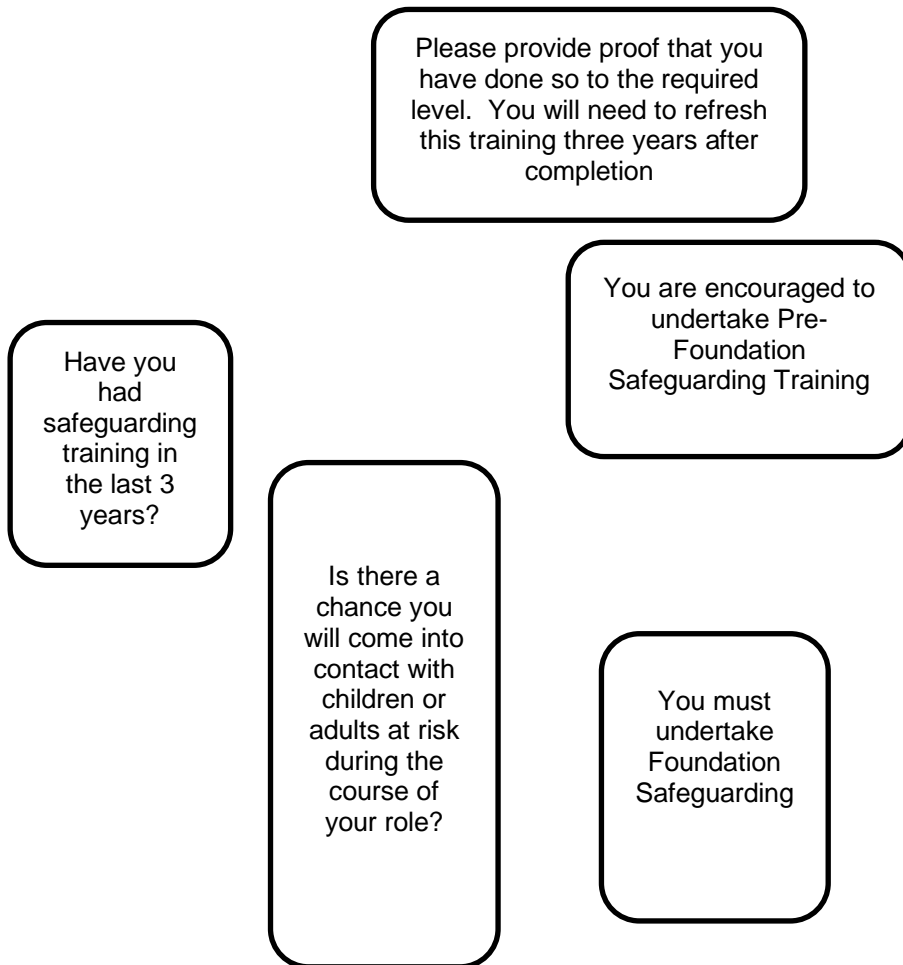 Please provide proof that you
have done so to the required
level.  You will need to refresh
this training three years after
completion
You are encouraged to
undertake Pre-
Foundation
Safeguarding Training
Have you
had
safeguarding
training in
the last 3
years?
Is there a
chance you
will come into
contact with
children or
adults at risk
during the
course of
your role?
You must
undertake
Foundation
Safeguarding